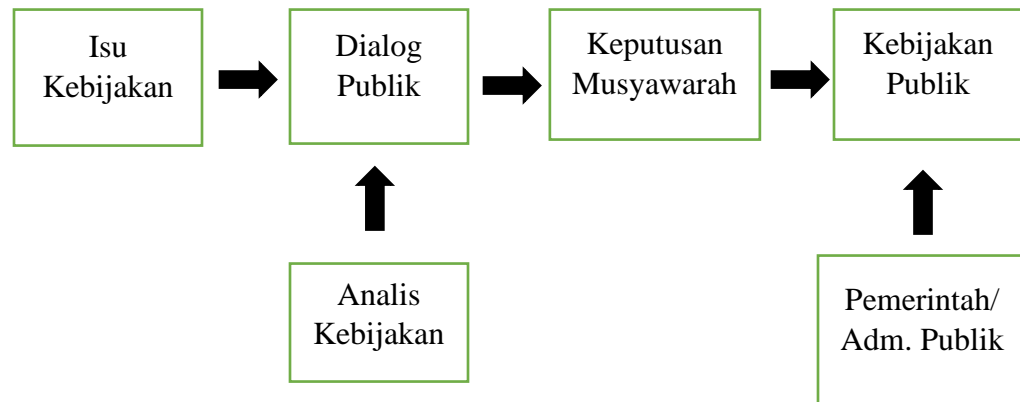 Isu
Kebijakan
Dialog
Publik
Keputusan
Musyawarah
Kebijakan
Publik
Analis
Kebijakan
Pemerintah/
Adm. Publik